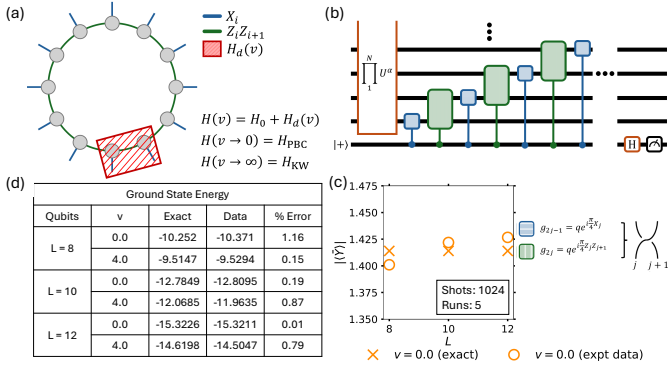 (a)
X_i
Z_iZ_{i+1}
H_d(v)
H(v) = H_0 + H_d(v)
H(v → 0) = H_PBC
H(v → ∞) = H_KW
(b)
∏_1^N U^α
|+⟩
H
(d)
Ground State Energy
Qubits v Exact Data % Error
L = 8 0.0 -10.252 -10.371 1.16
4.0 -9.5147 -9.5294 0.15
L = 10 0.0 -12.7849 -12.8095 0.19
4.0 -12.0685 -11.9635 0.87
L = 12 0.0 -15.3226 -15.3211 0.01
4.0 -14.6198 -14.5047 0.79
(c)
|⟨Ŷ⟩|
1.475
1.450
1.425
1.400
1.375
1.350
8 10 12
L
Shots: 1024
Runs: 5
v = 0.0 (exact)
v = 0.0 (expt data)
g_{2j−1} = qe^{i\frac{π}{4}X_j}
g_{2j} = qe^{i\frac{π}{4}Z_jZ_{j+1}}
j j + 1